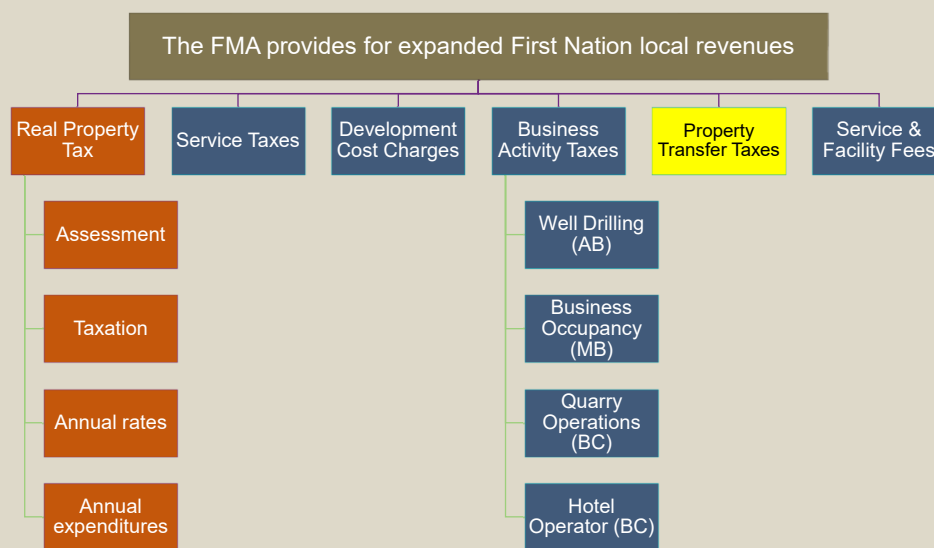 The FMA provides for expanded First Nation local revenues
Real Property
Tax
Service Taxes
Development
Cost Charges
Business
Activity Taxes
Property
Transfer Taxes
Service &
Facility Fees
Assessment
Taxation
Annual rates
Annual
expenditures
Well Drilling
(AB)
Business
Occupancy
(MB)
Quarry
Operations
(BC)
Hotel
Operator (BC)